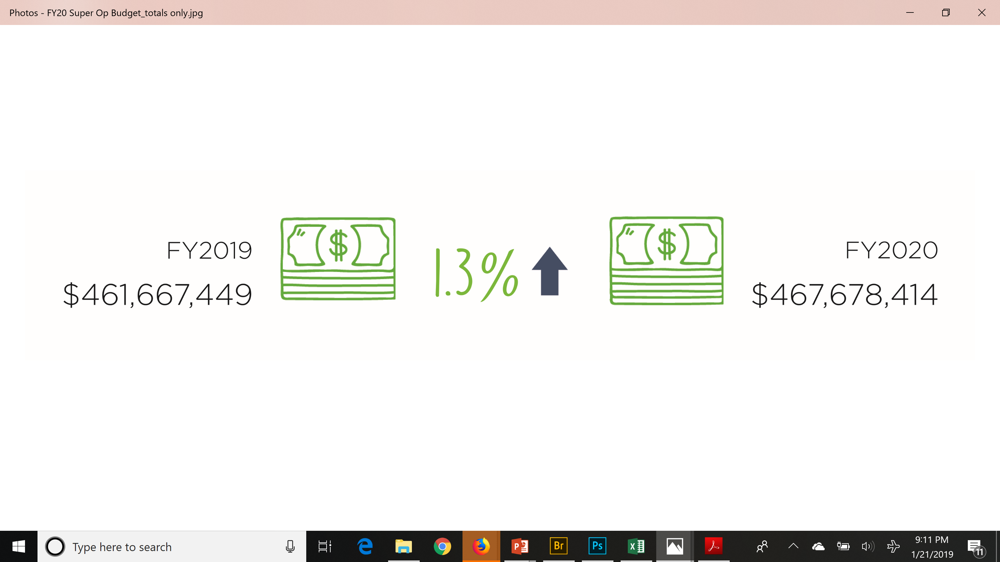 Photos - FY20 Super Op Budget_totals only.jpg
FY2019
$461,667,449
$
1.3%
$
FY2020
$467,678,414
Type here to search
Br
Ps
9:11 PM
1/21/2019
11